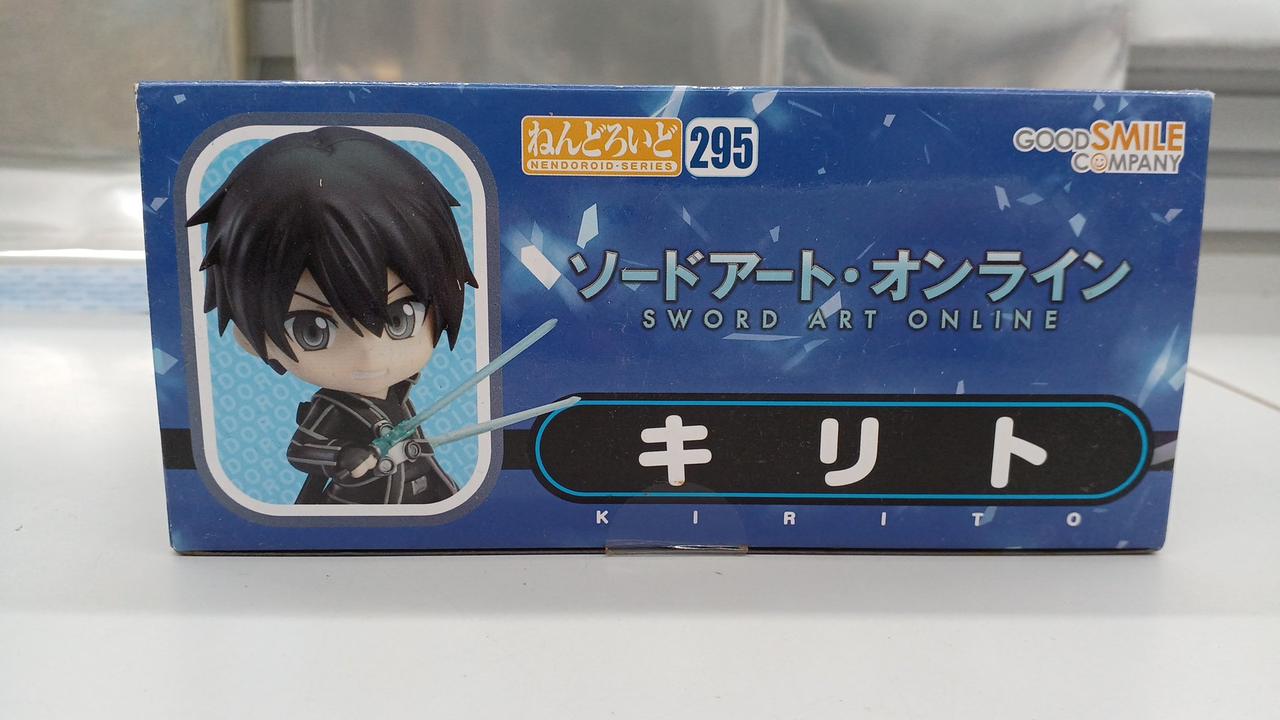 ねんどろいど
NENDOROID・SERIES
295
GOOD SMILE
COMPANY
ソードアート・オンライン
SWORD ART ONLINE
キリト
KIRITO